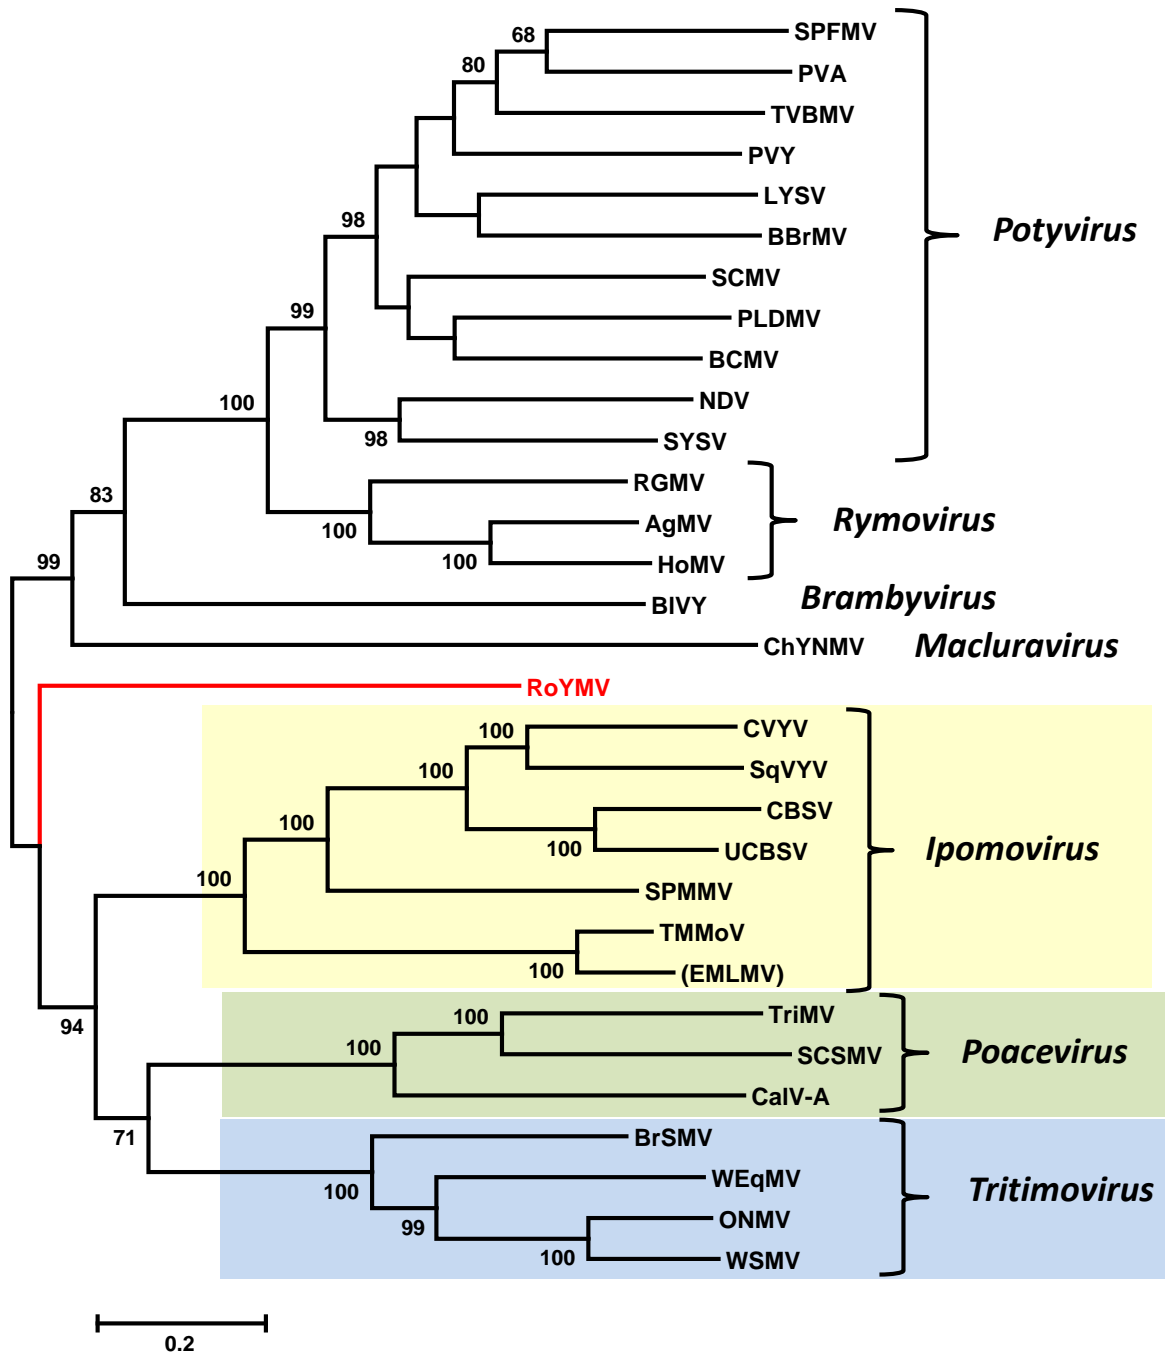 68
SPFMV
80
PVA
TVBMV
PVY
LYSV
98
BBrMV
Potyvirus
SCMV
99
PLDMV
BCMV
100
NDV
98
SYSV
83
RGMV
100
AgMV
Rymovirus
99
100
HoMV
BlVY
Brambyvirus
ChYNMV
Macluravirus
RoYMV
100
CVYV
100
SqVYV
100
CBSV
100
UCBSV
Ipomovirus
100
SPMMV
TMMoV
100
(EMLMV)
94
100
TriMV
100
SCSMV
Poacevirus
CalV-A
71
BrSMV
100
WEqMV
Tritimovirus
99
ONMV
100
WSMV
0.2